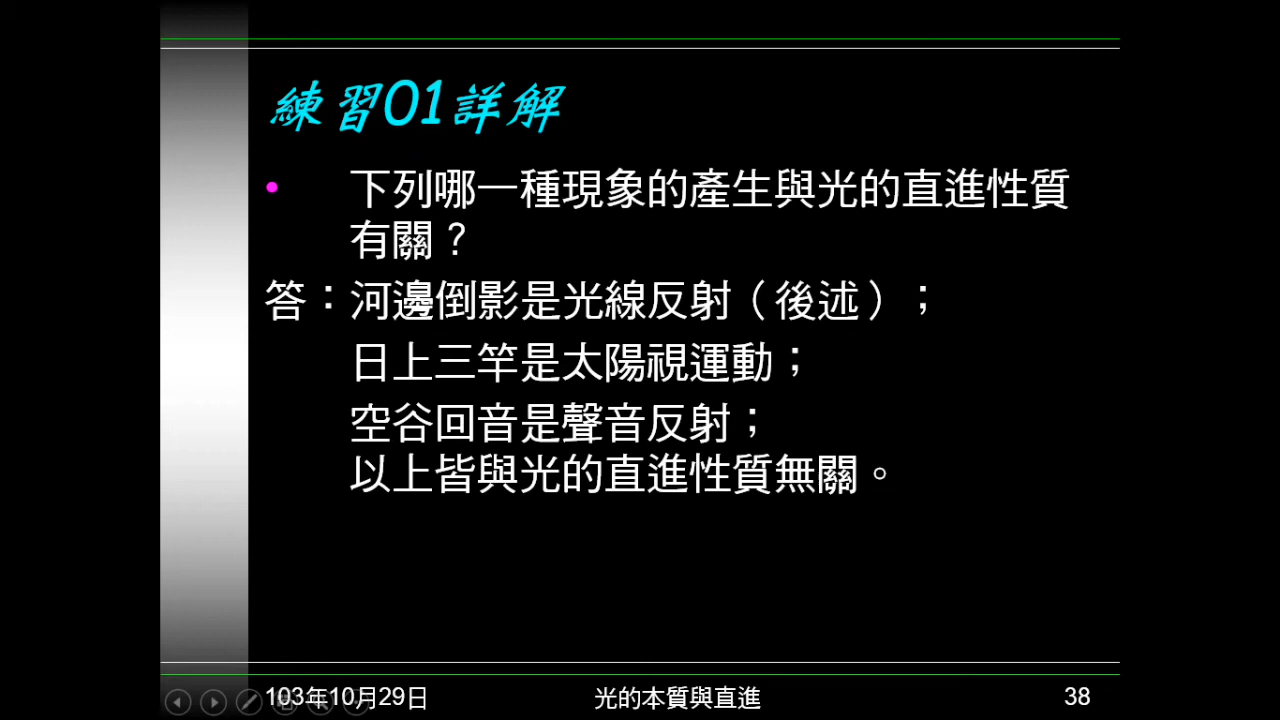 練習01詳解
• 下列哪一種現象的產生與光的直進性質
有關？
答：河邊倒影是光線反射（後述）；
日上三竿是太陽視運動；
空谷回音是聲音反射；
以上皆與光的直進性質無關。
103年10月29日 光的本質與直進 38